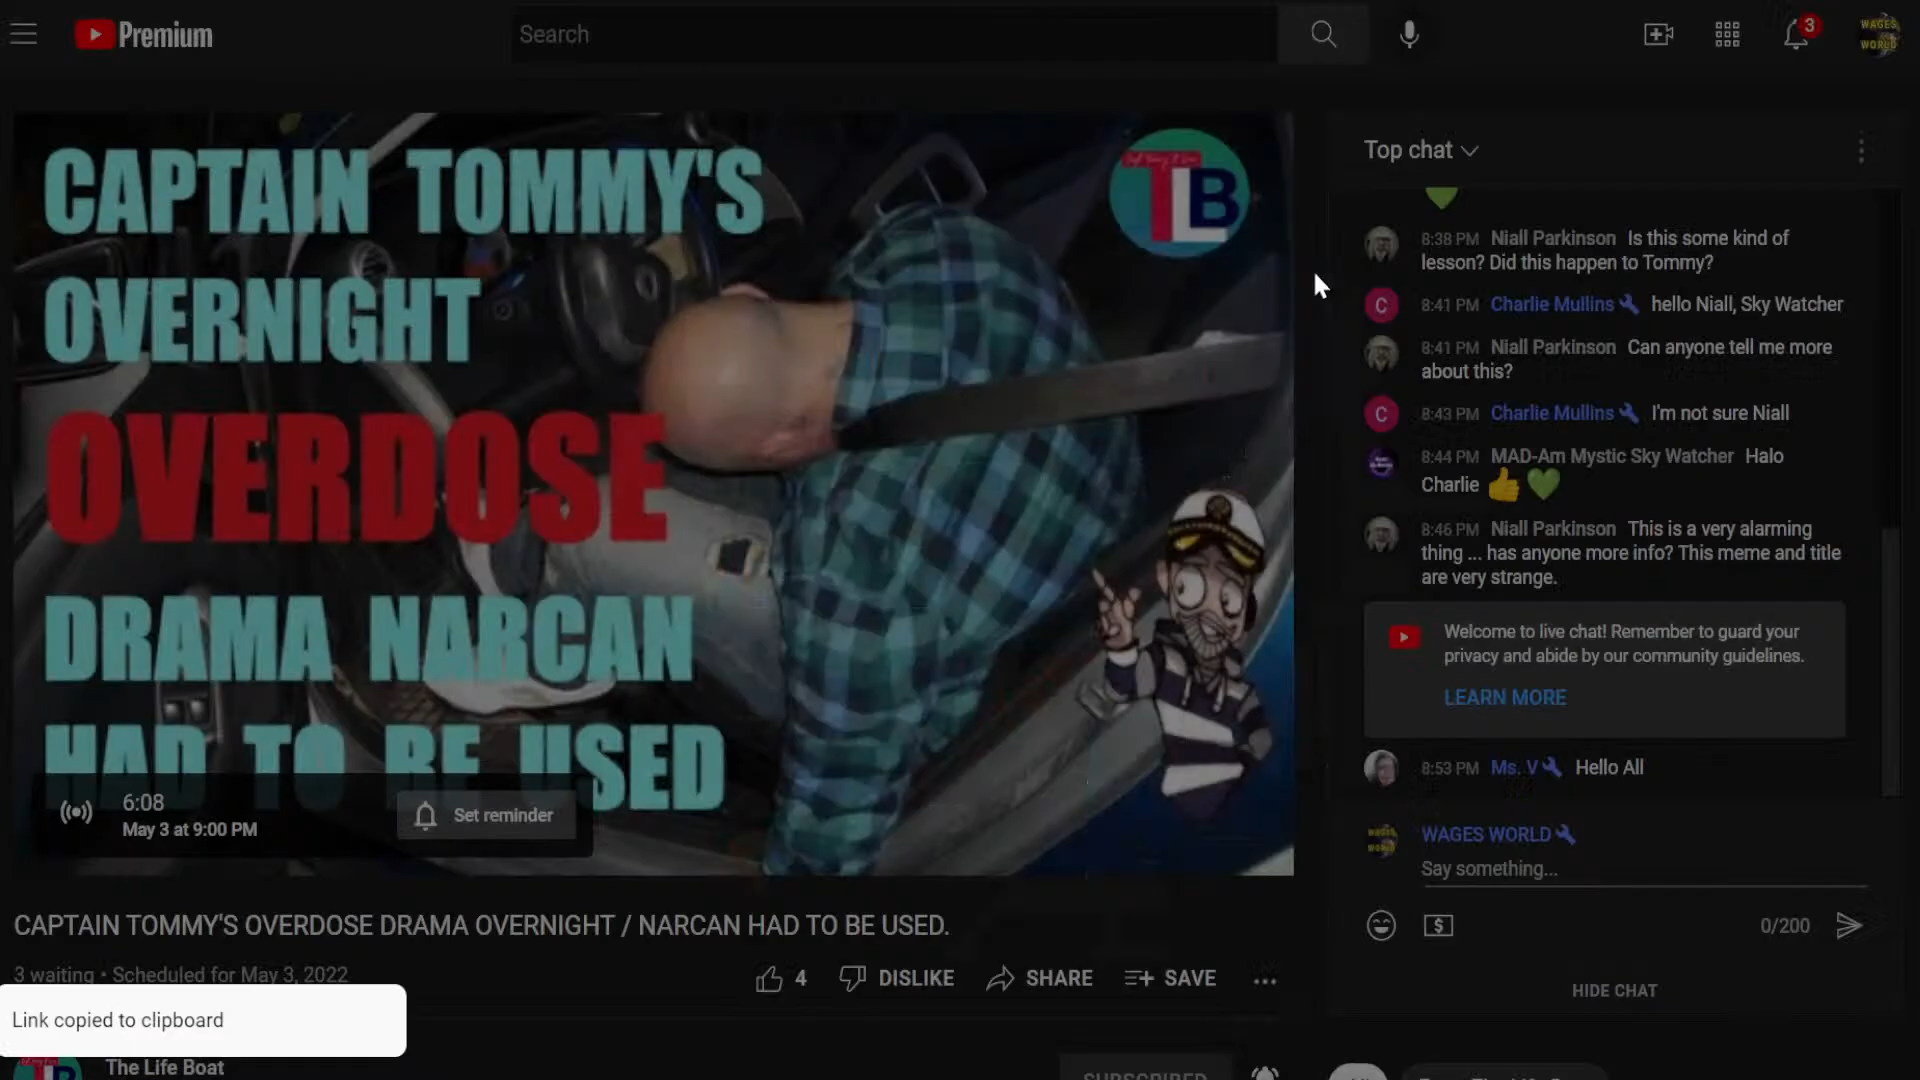 Premium
Search
3
WAGES
WORLD
CAPTAIN TOMMY'S
OVERNIGHT
OVERDOSE
DRAMA NARCAN
HAD TO BE USED
TLB
6:08
May 3 at 9:00 PM
Set reminder
CAPTAIN TOMMY'S OVERDOSE DRAMA OVERNIGHT / NARCAN HAD TO BE USED.
3 waiting • Scheduled for May 3, 2022
4
DISLIKE
SHARE
SAVE
Link copied to clipboard
The Life Boat
SUBSCRIBED
Top chat
8:38 PM Niall Parkinson Is this some kind of
lesson? Did this happen to Tommy?
C
8:41 PM Charlie Mullins hello Niall, Sky Watcher
8:41 PM Niall Parkinson Can anyone tell me more
about this?
C
8:43 PM Charlie Mullins I'm not sure Niall
8:44 PM MAD-Am Mystic Sky Watcher Halo
Charlie
8:46 PM Niall Parkinson This is a very alarming
thing ... has anyone more info? This meme and title
are very strange.
Welcome to live chat! Remember to guard your
privacy and abide by our community guidelines.
LEARN MORE
8:53 PM Ms. V Hello All
WAGES WORLD
Say something...
0/200
HIDE CHAT